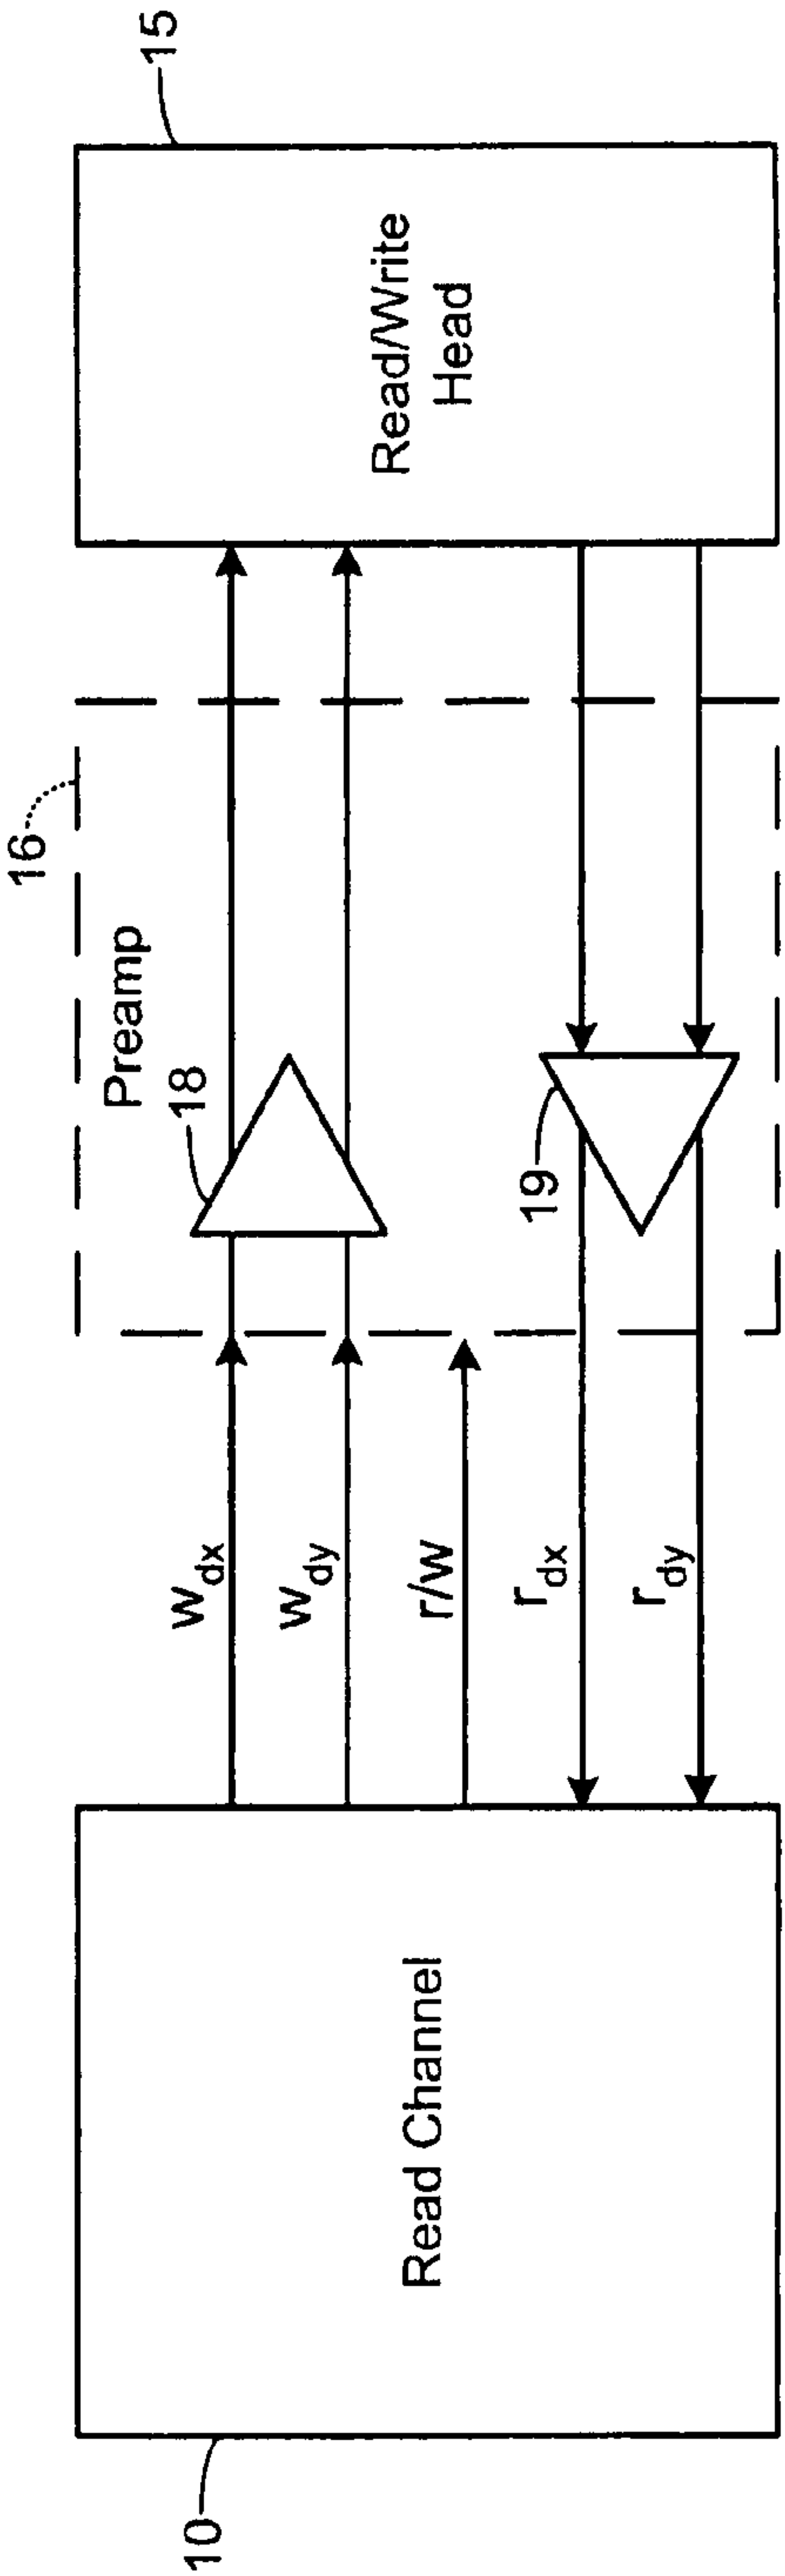 10
Read Channel
w_dx
w_dy
r/w
r_dx
r_dy
16
Preamp
18
19
15
Read/Write
Head